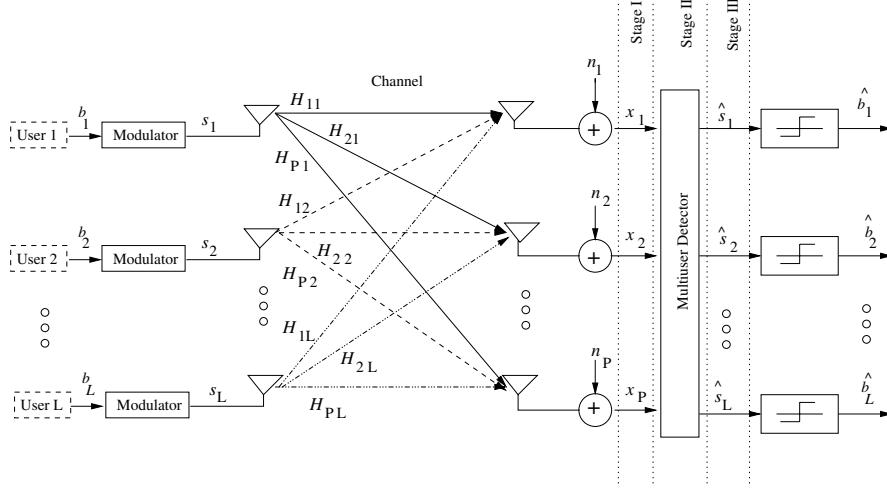 Stage I
Stage II
Stage III
Channel
User 1
b1
Modulator
s1
H11
H21
HP1
n1
+
x1
ŝ1
b̂1
User 2
b2
Modulator
s2
H12
H22
HP2
n2
+
x2
Multiuser Detector
ŝ2
b̂2
User L
bL
Modulator
sL
H1L
H2L
HPL
nP
+
xP
ŝL
b̂L